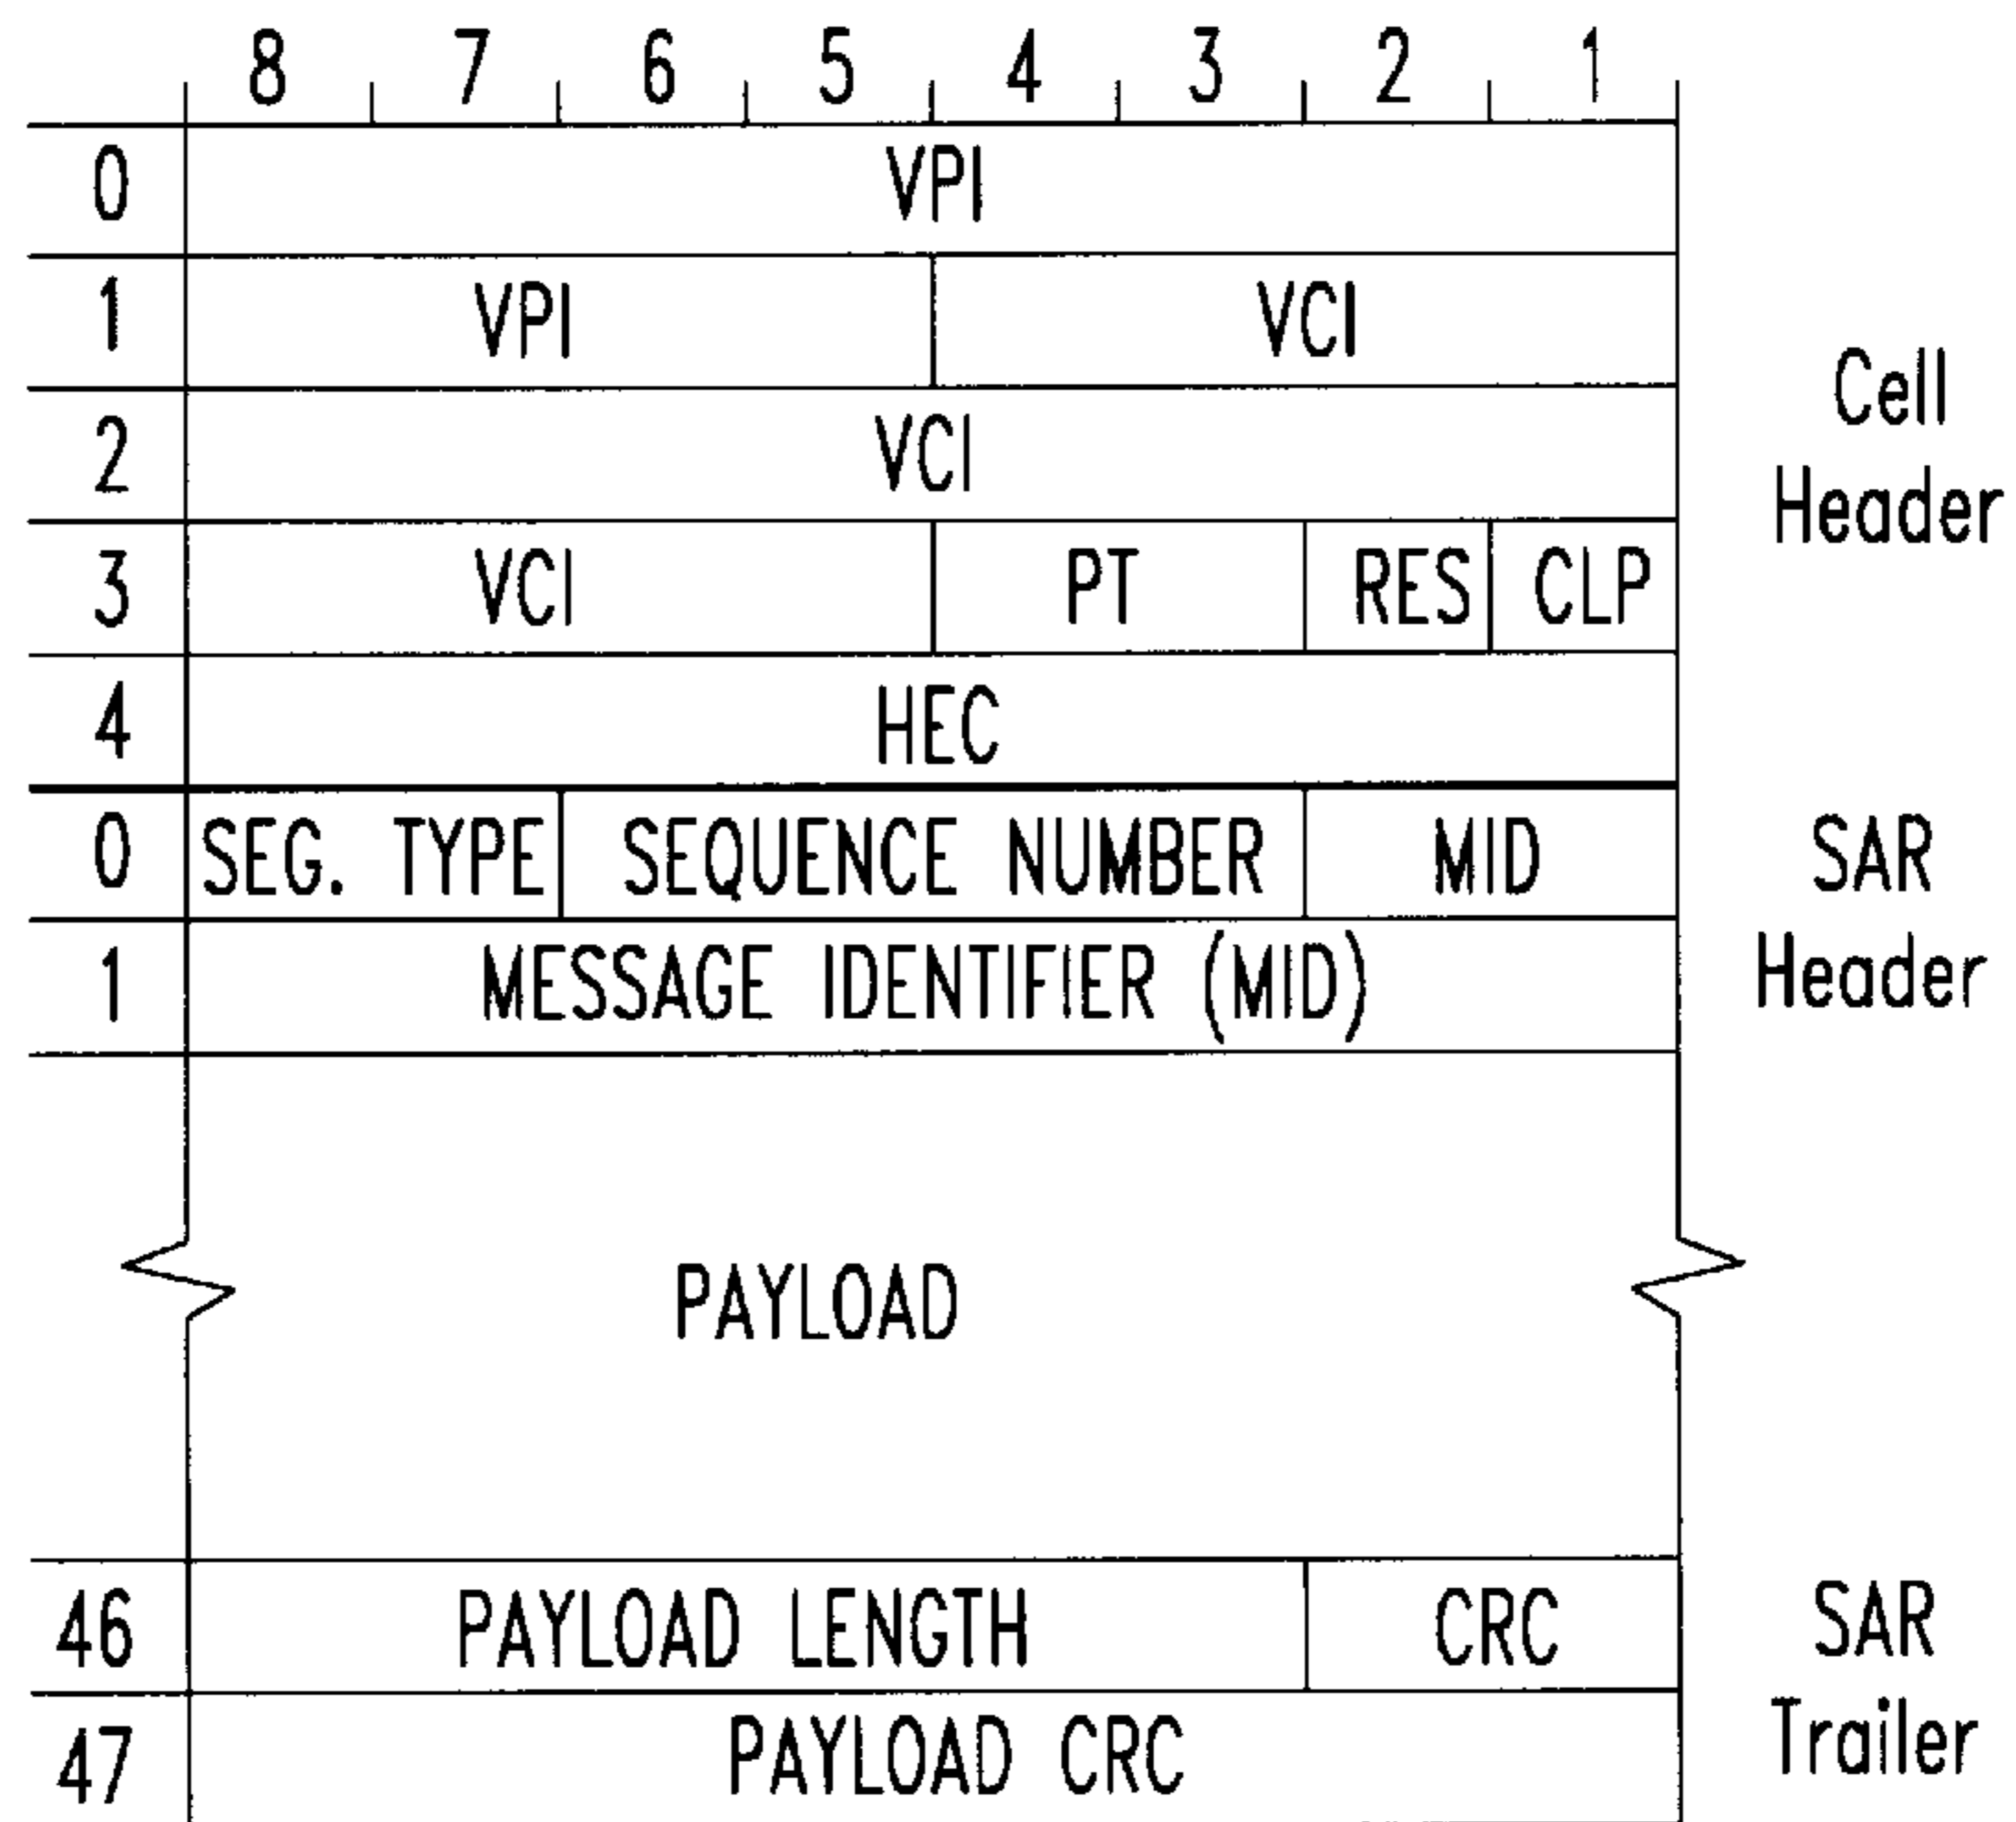 8 7 6 5 4 3 2 1
0 VPI
1 VPI VCI
2 VCI
3 VCI PT RES CLP
4 HEC
Cell
Header
0 SEG. TYPE SEQUENCE NUMBER MID
1 MESSAGE IDENTIFIER (MID)
SAR
Header
PAYLOAD
46 PAYLOAD LENGTH CRC
47 PAYLOAD CRC
SAR
Trailer